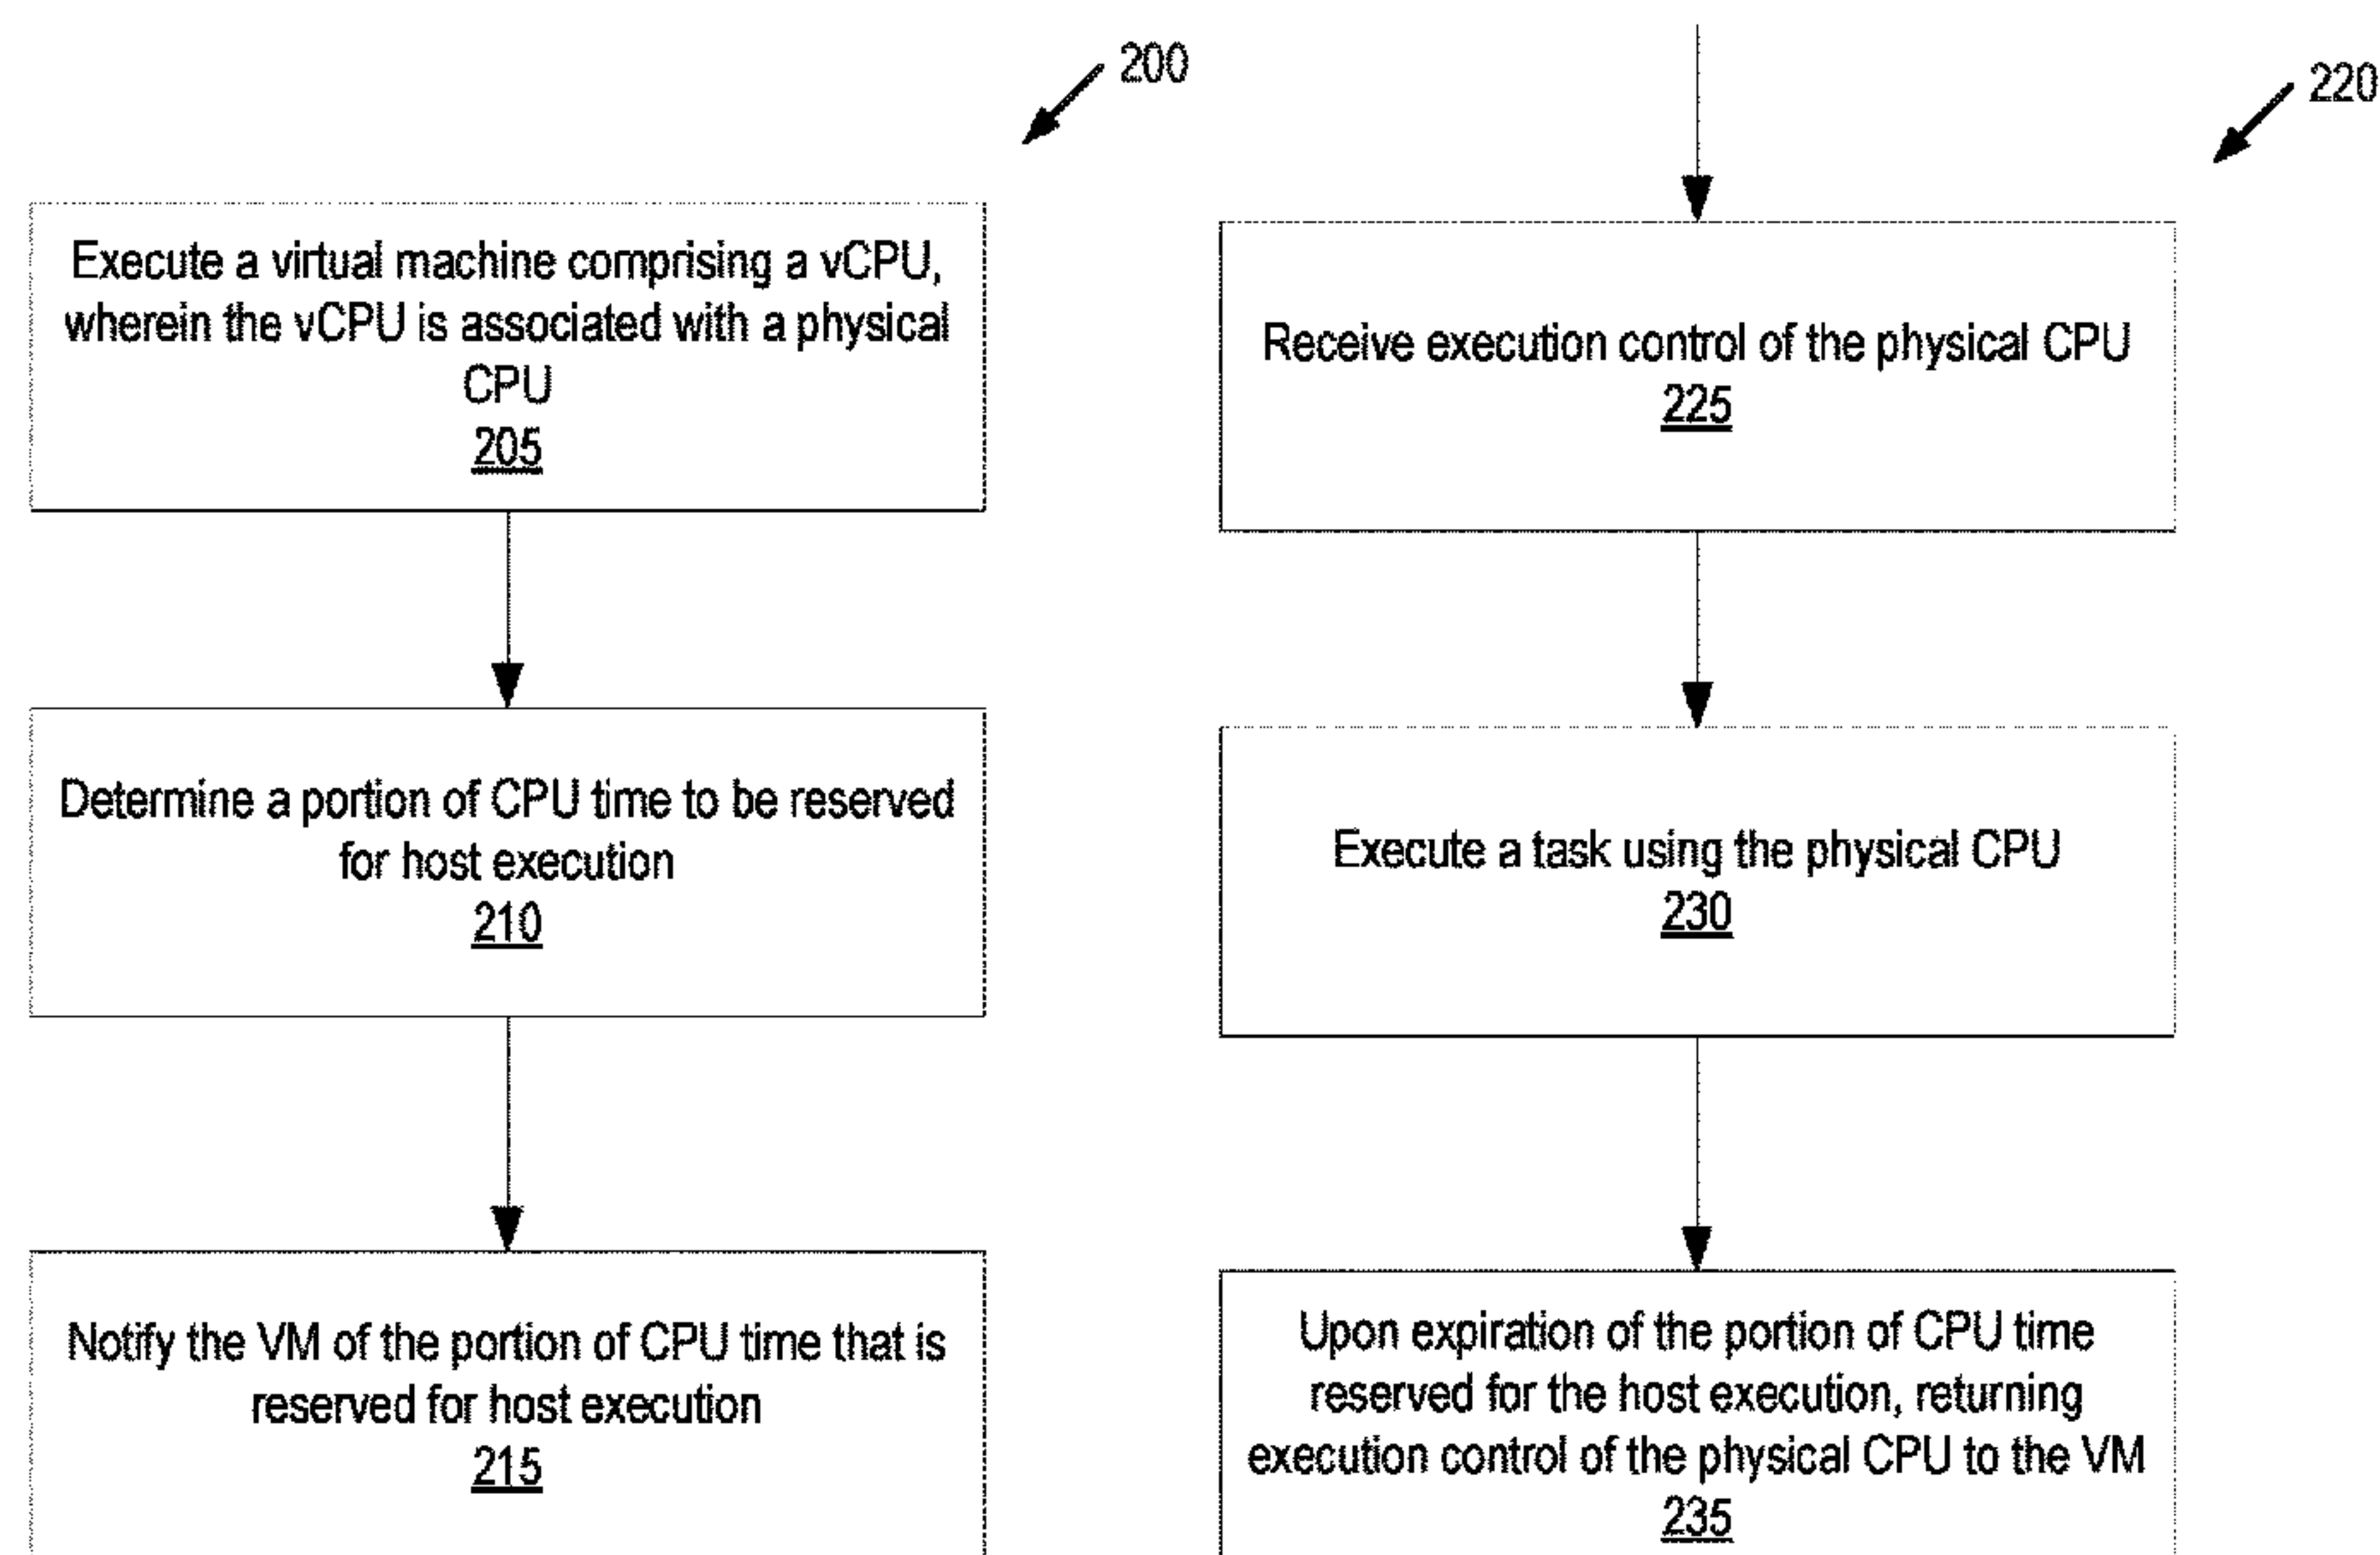 200
Execute a virtual machine comprising a vCPU,
wherein the vCPU is associated with a physical
CPU
205
Determine a portion of CPU time to be reserved
for host execution
210
Notify the VM of the portion of CPU time that is
reserved for host execution
215
220
Receive execution control of the physical CPU
225
Execute a task using the physical CPU
230
Upon expiration of the portion of CPU time
reserved for the host execution, returning
execution control of the physical CPU to the VM
235